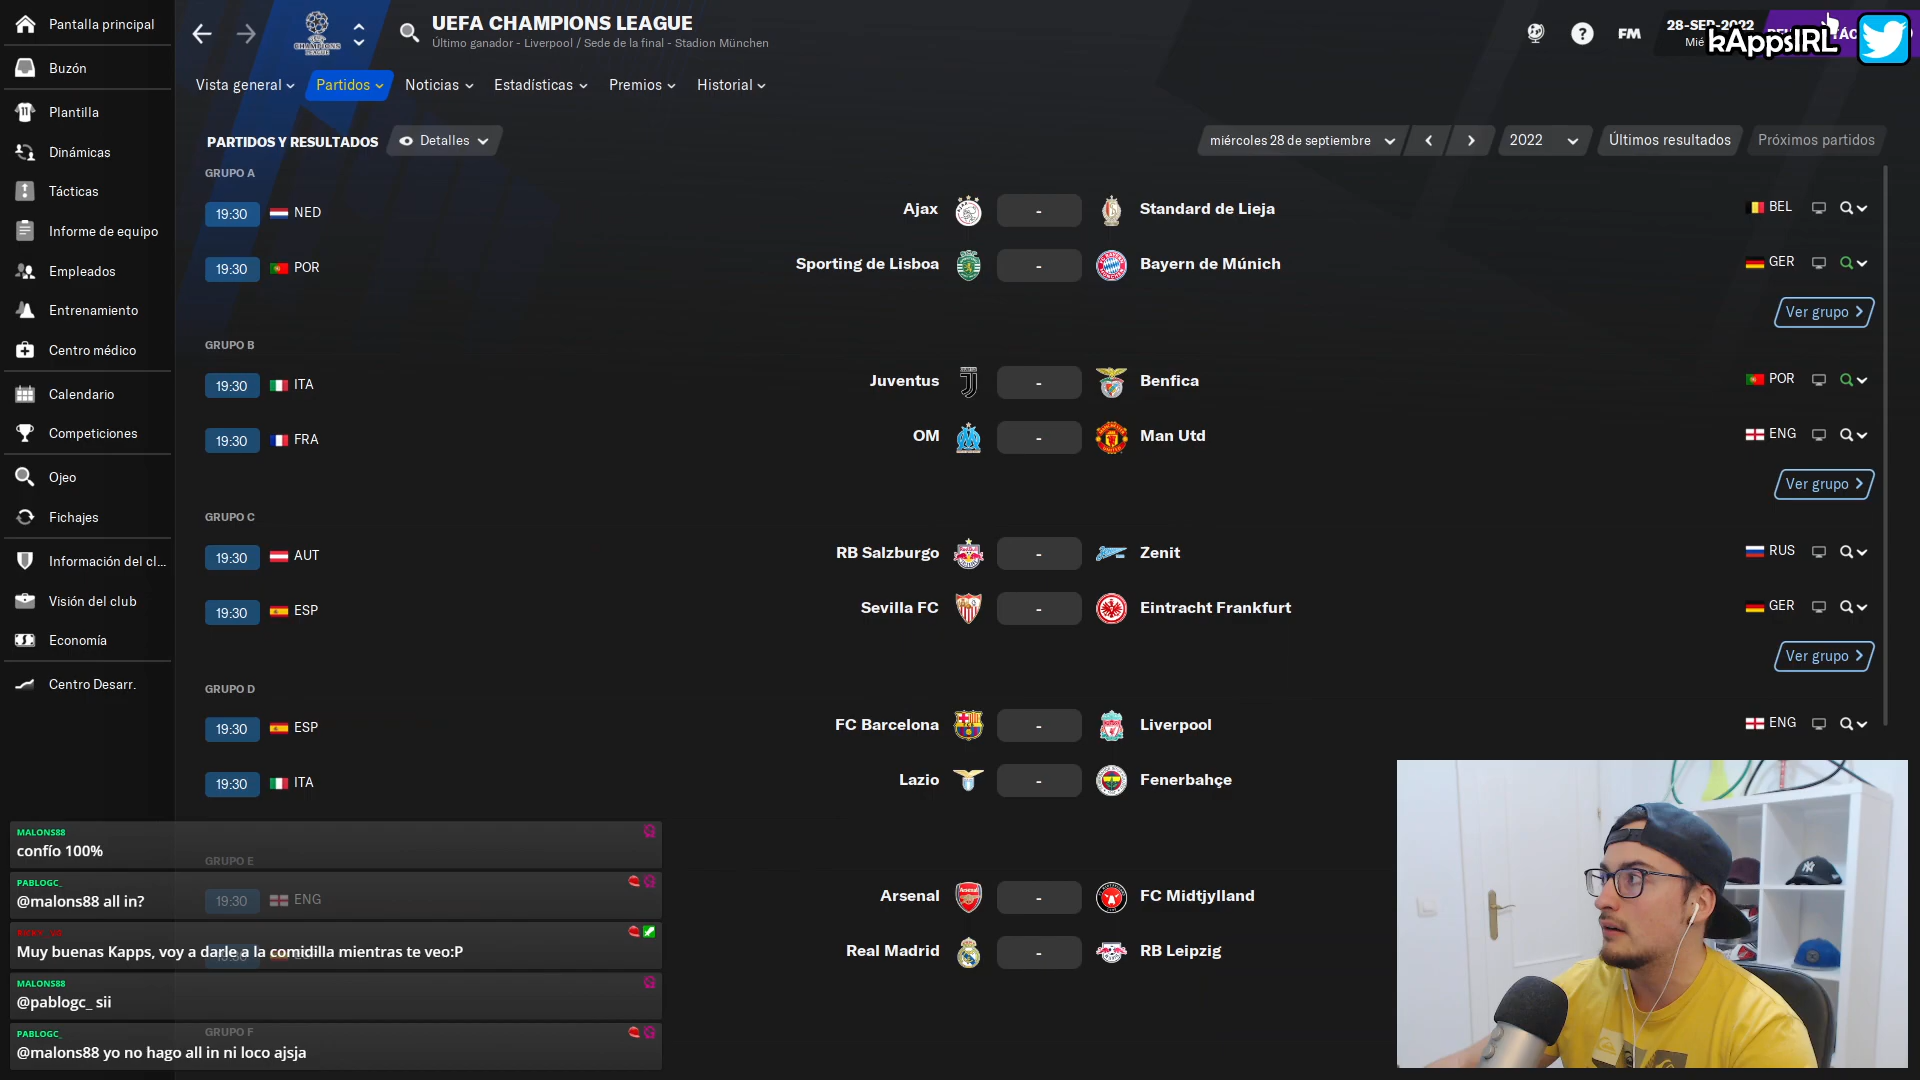 Pantalla principal
Buzón
Plantilla
Dinámicas
Tácticas
Informe de equipo
Empleados
Entrenamiento
Centro médico
Calendario
Competiciones
Ojeo
Fichajes
Información del cl...
Visión del club
Economía
Centro Desarr.
UEFA CHAMPIONS LEAGUE
Último ganador - Liverpool / Sede de la final - Stadion München
FM
28-SEP-2022
Mié
kAppsIRL
Vista general
Partidos
Noticias
Estadísticas
Premios
Historial
PARTIDOS Y RESULTADOS
Detalles
miércoles 28 de septiembre
2022
Últimos resultados
Próximos partidos
GRUPO A
19:30 NED Ajax - Standard de Lieja BEL
19:30 POR Sporting de Lisboa - Bayern de Múnich GER
Ver grupo
GRUPO B
19:30 ITA Juventus - Benfica POR
19:30 FRA OM - Man Utd ENG
Ver grupo
GRUPO C
19:30 AUT RB Salzburgo - Zenit RUS
19:30 ESP Sevilla FC - Eintracht Frankfurt GER
Ver grupo
GRUPO D
19:30 ESP FC Barcelona - Liverpool ENG
19:30 ITA Lazio - Fenerbahçe
GRUPO E
19:30 ENG Arsenal - FC Midtjylland
Real Madrid - RB Leipzig
GRUPO F
MALONS88
confío 100%
PABLOGC_
@malons88 all in?
Muy buenas Kapps, voy a darle a la comidilla mientras te veo:P
MALONS88
@pablogc_ sii
PABLOGC_
@malons88 yo no hago all in ni loco ajsja